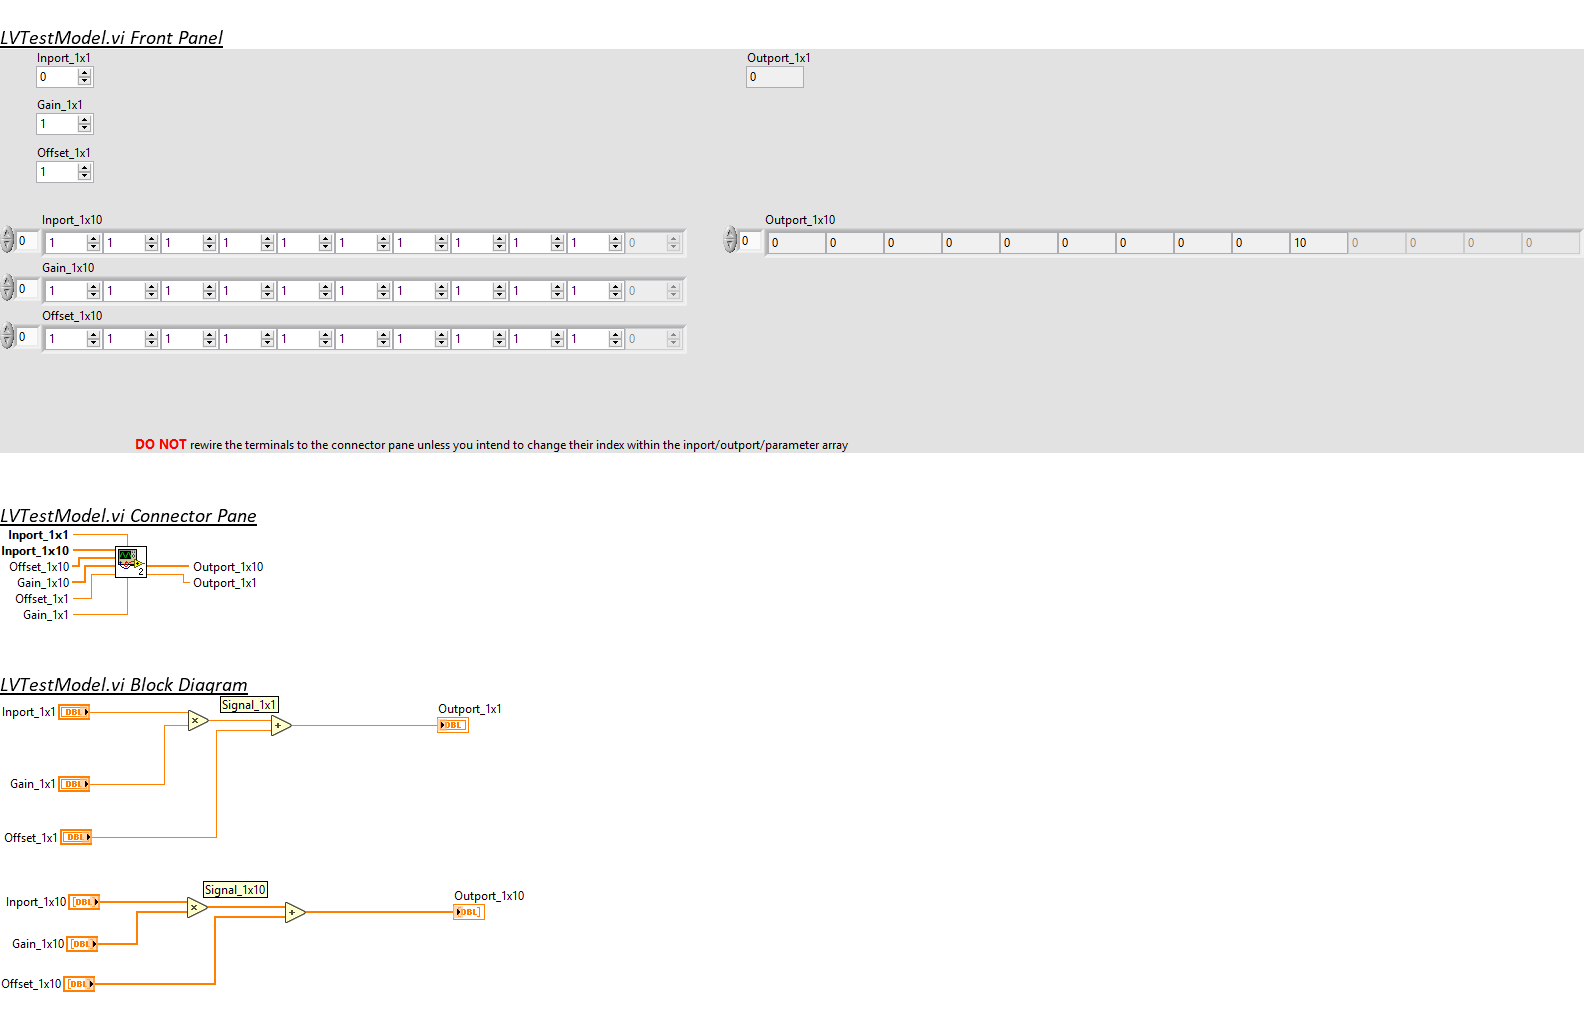 LVTestModel.vi Front Panel
Inport_1x1
0
Outport_1x1
0
Gain_1x1
1
Offset_1x1
1
Inport_1x10
0 1 1 1 1 1 1 1 1 1 1 0
Outport_1x10
0 0 0 0 0 0 0 0 0 0 10 0 0 0 0
Gain_1x10
0 1 1 1 1 1 1 1 1 1 1 0
Offset_1x10
0 1 1 1 1 1 1 1 1 1 1 0
DO NOT rewire the terminals to the connector pane unless you intend to change their index within the inport/outport/parameter array
LVTestModel.vi Connector Pane
Inport_1x1
Inport_1x10
Offset_1x10
Gain_1x10
Offset_1x1
Gain_1x1
2
Outport_1x10
Outport_1x1
LVTestModel.vi Block Diagram
Inport_1x1 DBL
×
Signal_1x1
+
Outport_1x1
DBL
Gain_1x1 DBL
Offset_1x1 DBL
Inport_1x10 [DBL]
×
Signal_1x10
+
Outport_1x10
[DBL]
Gain_1x10 [DBL]
Offset_1x10 [DBL]